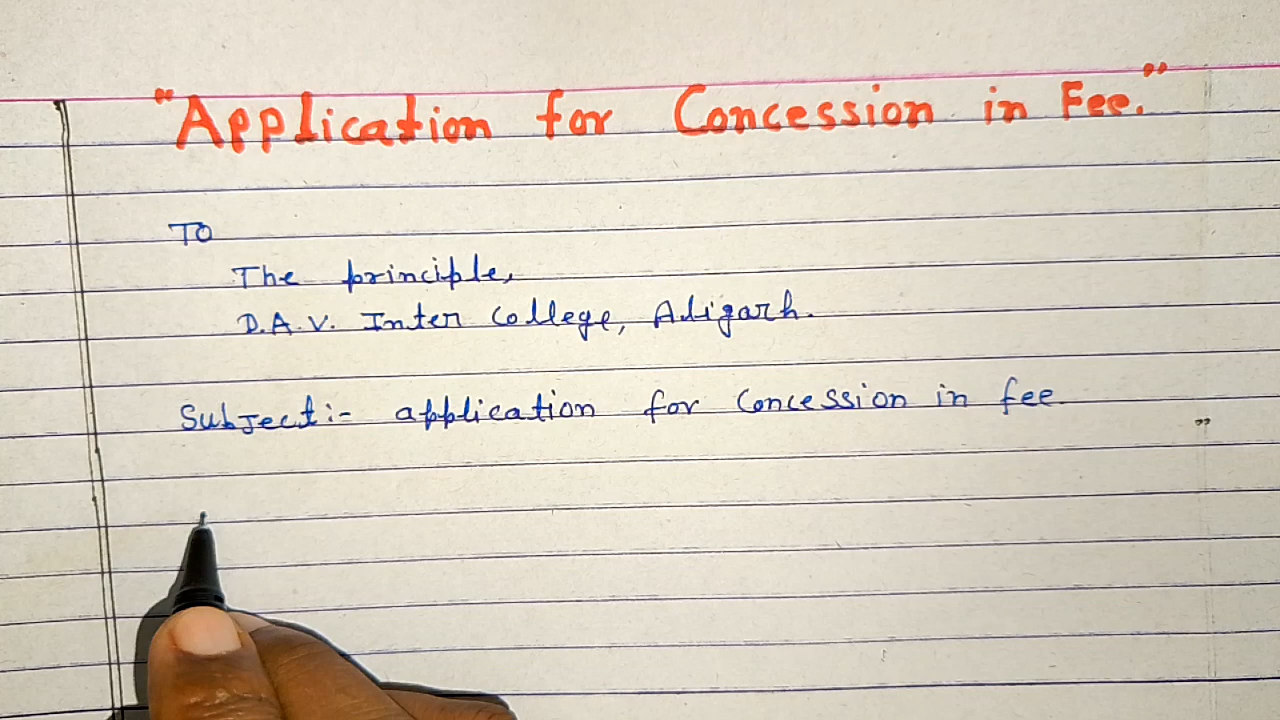 "Application for Concession in Fee."
TO
The principle,
D.A.V. Inter College, Aligarh.
Subject:- application for Concession in fee
"